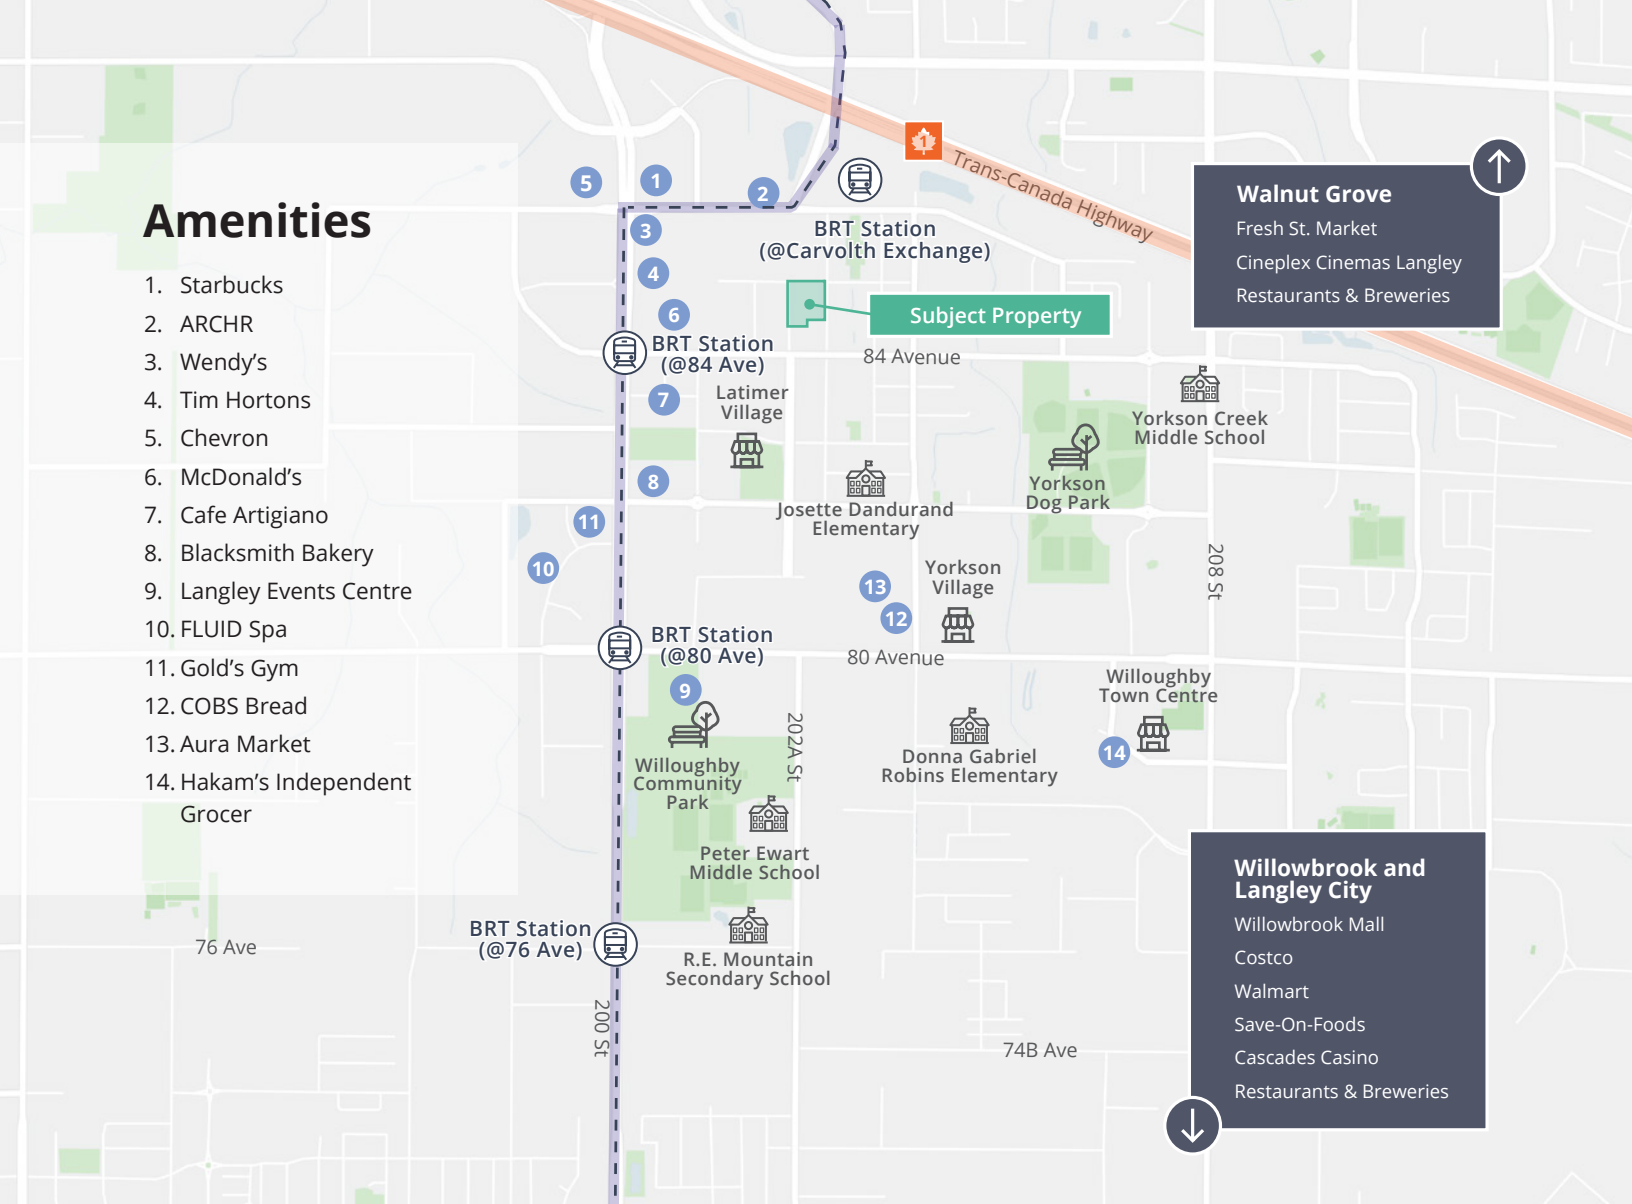 Amenities
1. Starbucks
2. ARCHR
3. Wendy’s
4. Tim Hortons
5. Chevron
6. McDonald’s
7. Cafe Artigiano
8. Blacksmith Bakery
9. Langley Events Centre
10. FLUID Spa
11. Gold’s Gym
12. COBS Bread
13. Aura Market
14. Hakam’s Independent
Grocer
1
Trans-Canada Highway
5
1
2
3
4
6
BRT Station
(@Carvolth Exchange)
Subject Property
84 Avenue
BRT Station
(@84 Ave)
7
Latimer
Village
8
11
10
Josette Dandurand
Elementary
Yorkson
Dog Park
Yorkson Creek
Middle School
208 St
13
12
Yorkson
Village
80 Avenue
BRT Station
(@80 Ave)
9
Willoughby
Community
Park
202A St
Donna Gabriel
Robins Elementary
Willoughby
Town Centre
14
Peter Ewart
Middle School
BRT Station
(@76 Ave)
76 Ave
R.E. Mountain
Secondary School
200 St
74B Ave
Walnut Grove
Fresh St. Market
Cineplex Cinemas Langley
Restaurants & Breweries
Willowbrook and
Langley City
Willowbrook Mall
Costco
Walmart
Save-On-Foods
Cascades Casino
Restaurants & Breweries